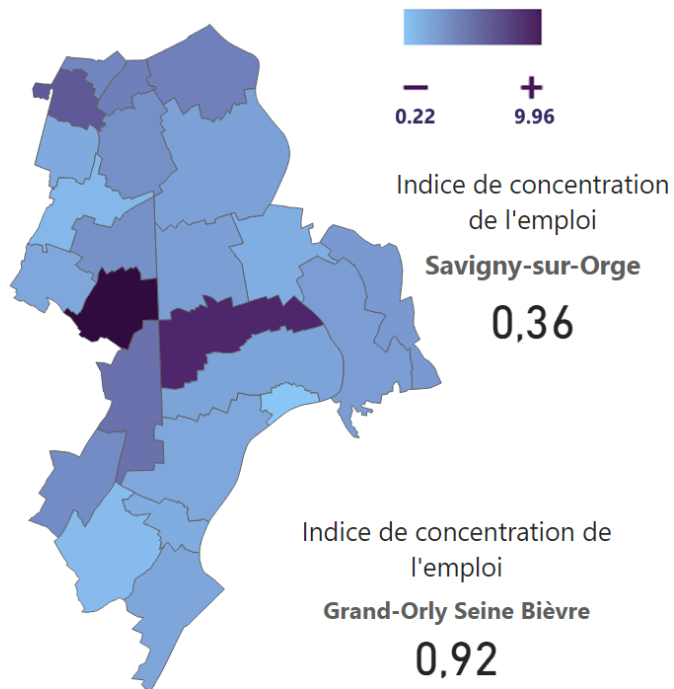 − +
0.22 9.96
Indice de concentration
de l'emploi
Savigny-sur-Orge
0,36
Indice de concentration de
l'emploi
Grand-Orly Seine Bièvre
0,92